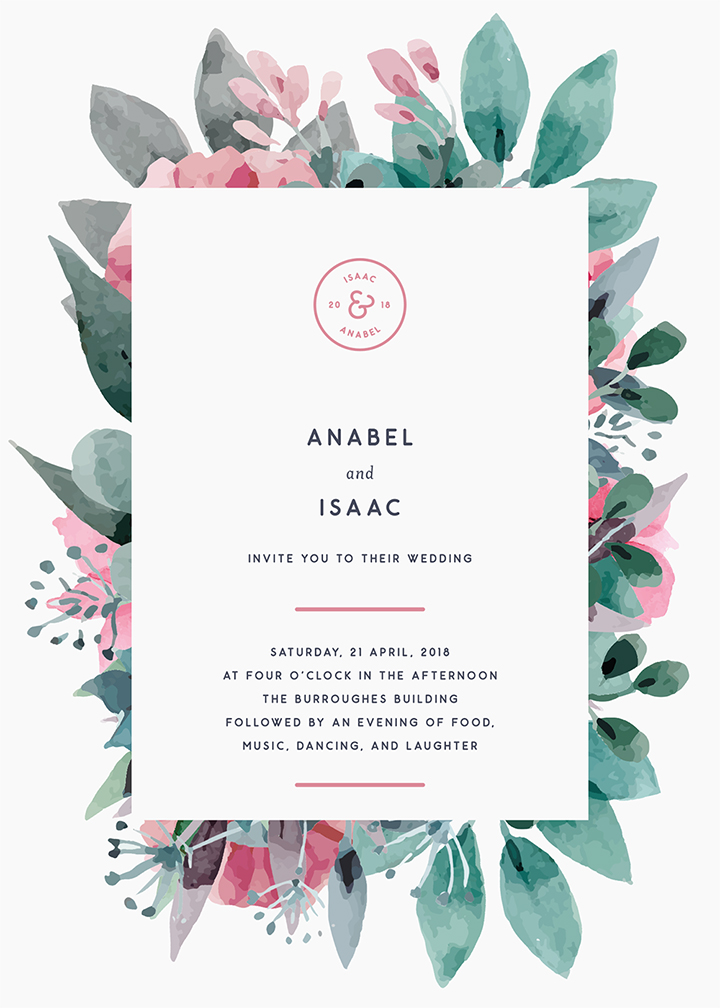 ISAAC
20 & 18
ANABEL
ANABEL
and
ISAAC
INVITE YOU TO THEIR WEDDING
SATURDAY, 21 APRIL, 2018
AT FOUR O'CLOCK IN THE AFTERNOON
THE BURROUGHES BUILDING
FOLLOWED BY AN EVENING OF FOOD,
MUSIC, DANCING, AND LAUGHTER